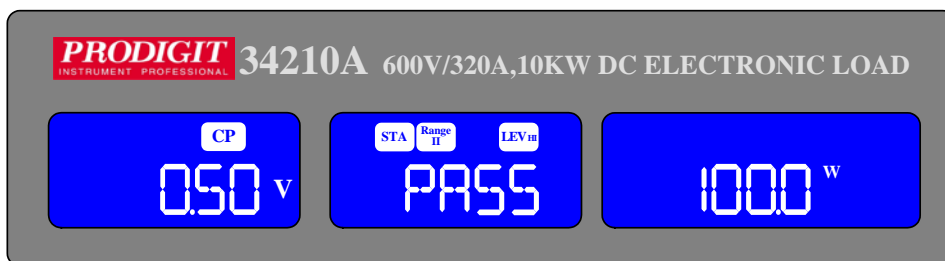 PRODIGIT
INSTRUMENT PROFESSIONAL
34210A 600V/320A,10KW DC ELECTRONIC LOAD
CP
0.50 V
STA Range II LEV HI
PASS
100.0 W